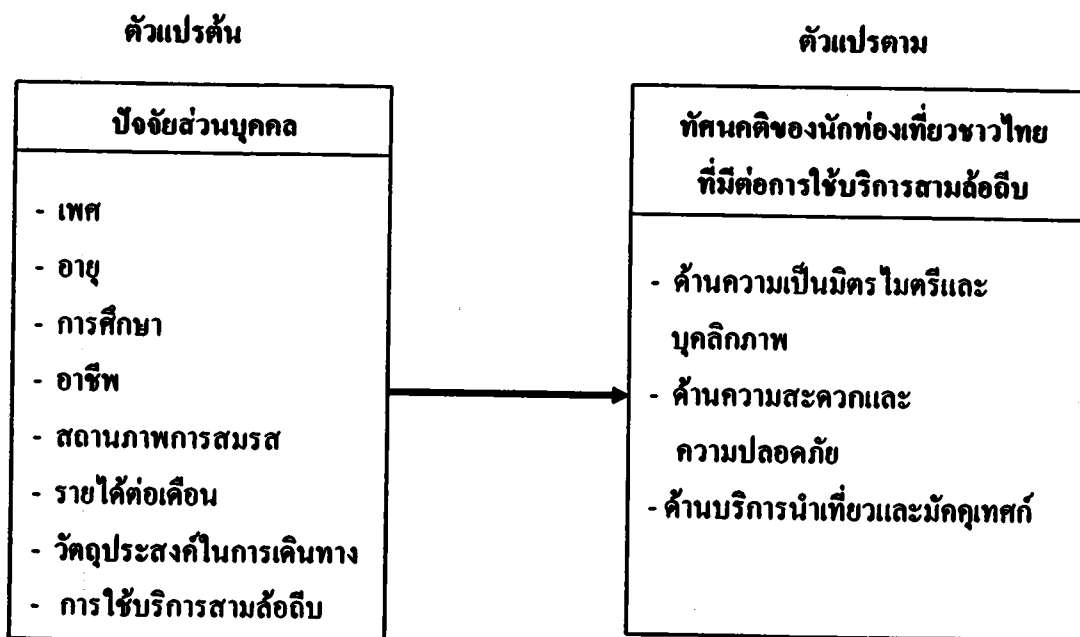 ตัวแปรต้น
ปัจจัยส่วนบุคคล
- เพศ
- อายุ
- การศึกษา
- อาชีพ
- สถานภาพการสมรส
- รายได้ต่อเดือน
- วัตถุประสงค์ในการเดินทาง
- การใช้บริการสามล้อถีบ
ตัวแปรตาม
ทัศนคติของนักท่องเที่ยวชาวไทย
ที่มีต่อการใช้บริการสามล้อถีบ
- ด้านความเป็นมิตรไมตรีและ
บุคลิกภาพ
- ด้านความสะดวกและ
ความปลอดภัย
- ด้านบริการนำเที่ยวและมัคคุเทศก์